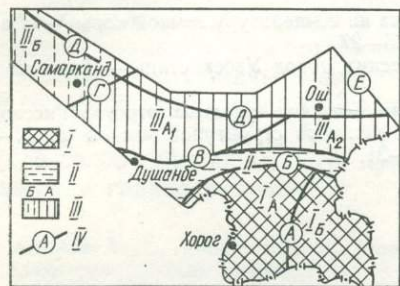 III Б
Д
Самарканд
Г
Е
Ош
III А1
Д
III А2
I
В
II
Б
II
Душанбе
I А
I Б
Б А
III
Хорог
А
А
IV